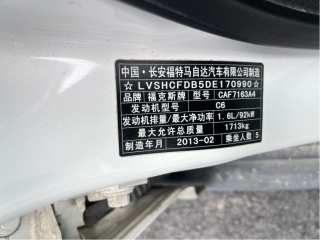 中国·长安福特马自达汽车有限公司制造
☆LVSHCFDB5DE170990☆
品牌 福克斯牌 型号 CAF7163A4
发动机型号 C6
发动机排量/最大净功率 1.6L/92kW
最大允许总质量 1713kg
制造年月 2013-02 乘坐人数 5